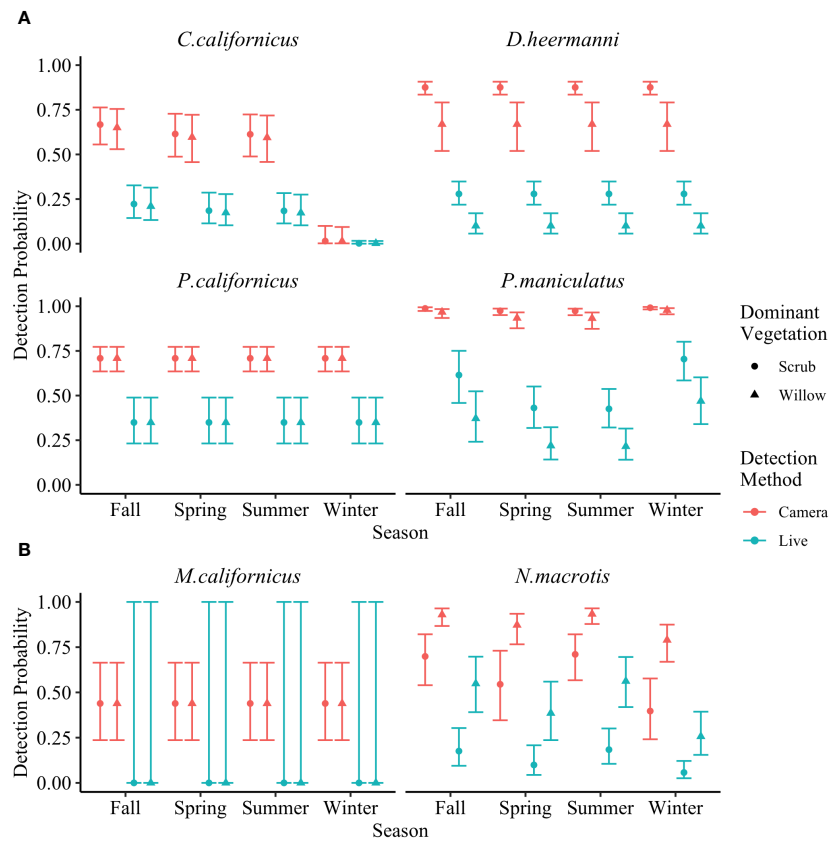 A
C.californicus
D.heermanni
1.00
0.75
0.50
0.25
0.00
P.californicus
P.maniculatus
1.00
0.75
0.50
0.25
0.00
Detection Probability
Fall Spring Summer Winter
Fall Spring Summer Winter
Season
Dominant
Vegetation
Scrub
Willow
Detection
Method
Camera
Live
B
M.californicus
N.macrotis
1.00
0.75
0.50
0.25
0.00
Detection Probability
Fall Spring Summer Winter
Fall Spring Summer Winter
Season